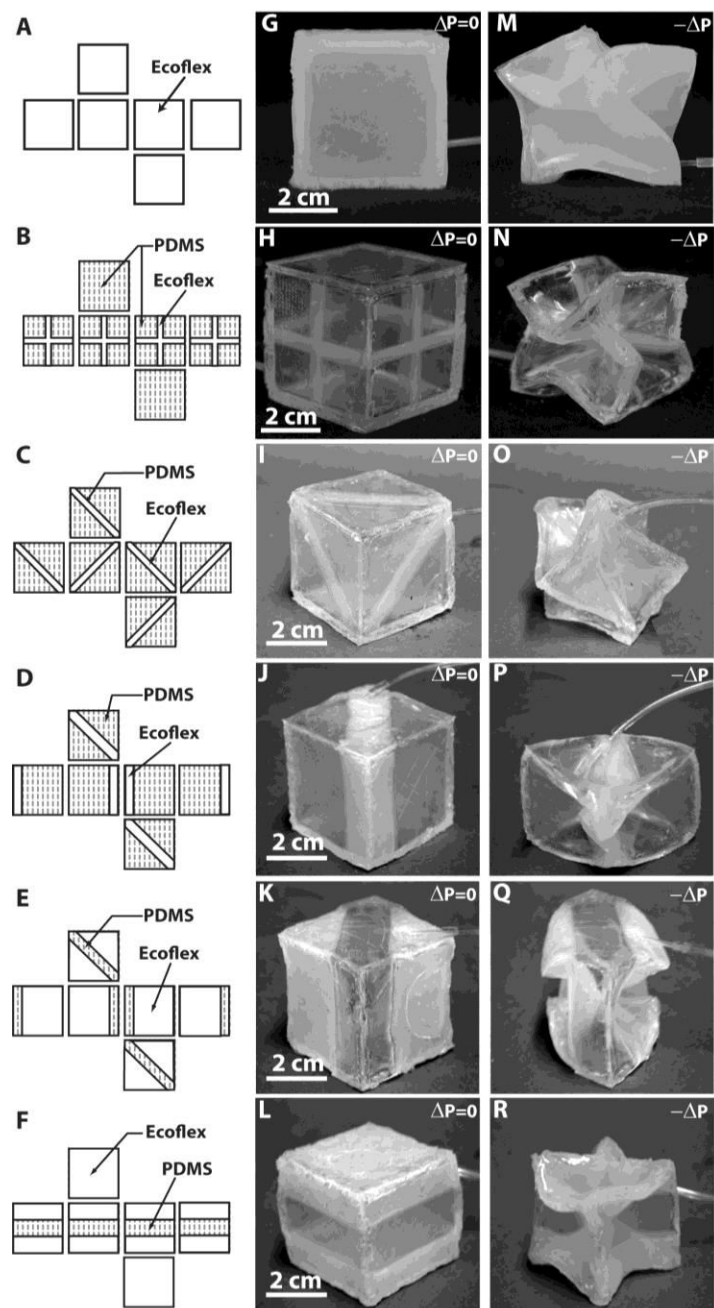 A
Ecoflex
G
ΔP=0
2 cm
M
−ΔP
B
PDMS
Ecoflex
H
ΔP=0
2 cm
N
−ΔP
C
PDMS
Ecoflex
I
ΔP=0
2 cm
O
−ΔP
D
PDMS
Ecoflex
J
ΔP=0
2 cm
P
−ΔP
E
PDMS
Ecoflex
K
ΔP=0
2 cm
Q
−ΔP
F
Ecoflex
PDMS
L
ΔP=0
2 cm
R
−ΔP